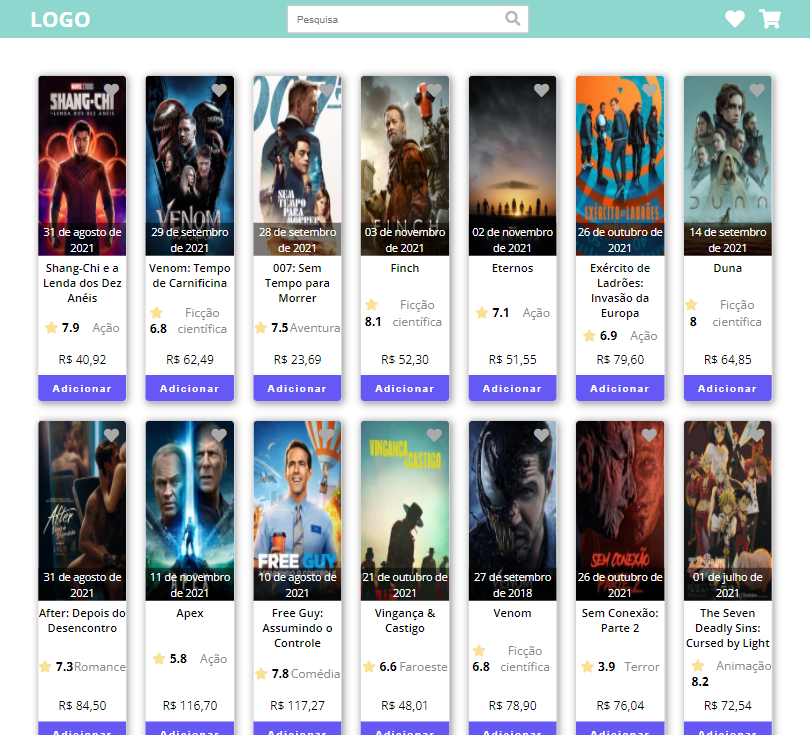 LOGO
Pesquisa
MARVEL STUDIOS
SHANG-CHI
E A LENDA DOS DEZ ANÉIS
31 de agosto de
2021
Shang-Chi e a
Lenda dos Dez
Anéis
7.9 Ação
R$ 40,92
Adicionar
VENOM
29 de setembro
de 2021
Venom: Tempo
de Carnificina
6.8 Ficção
científica
R$ 62,49
Adicionar
007
SEM
TEMPO
PARA
MORRER
28 de setembro
de 2021
007: Sem
Tempo para
Morrer
7.5 Aventura
R$ 23,69
Adicionar
FINCH
03 de novembro
de 2021
Finch
8.1 Ficção
científica
R$ 52,30
Adicionar
02 de novembro
de 2021
Eternos
7.1 Ação
R$ 51,55
Adicionar
EXÉRCITO DE LADRÕES
26 de outubro de
2021
Exército de
Ladrões:
Invasão da
Europa
6.9 Ação
R$ 79,60
Adicionar
DUNA
14 de setembro
de 2021
Duna
8 Ficção
científica
R$ 64,85
Adicionar
After
31 de agosto de
2021
After: Depois do
Desencontro
7.3 Romance
R$ 84,50
Adicionar
11 de novembro
de 2021
Apex
5.8 Ação
R$ 116,70
Adicionar
FREE GUY
10 de agosto de
2021
Free Guy:
Assumindo o
Controle
7.8 Comédia
R$ 117,27
Adicionar
VINGANÇA
& CASTIGO
21 de outubro de
2021
Vingança &
Castigo
6.6 Faroeste
R$ 48,01
Adicionar
27 de setembro
de 2018
Venom
6.8 Ficção
científica
R$ 78,90
Adicionar
SEM CONEXÃO
26 de outubro de
2021
Sem Conexão:
Parte 2
3.9 Terror
R$ 76,04
Adicionar
01 de julho de
2021
The Seven
Deadly Sins:
Cursed by Light
8.2 Animação
R$ 72,54
Adicionar